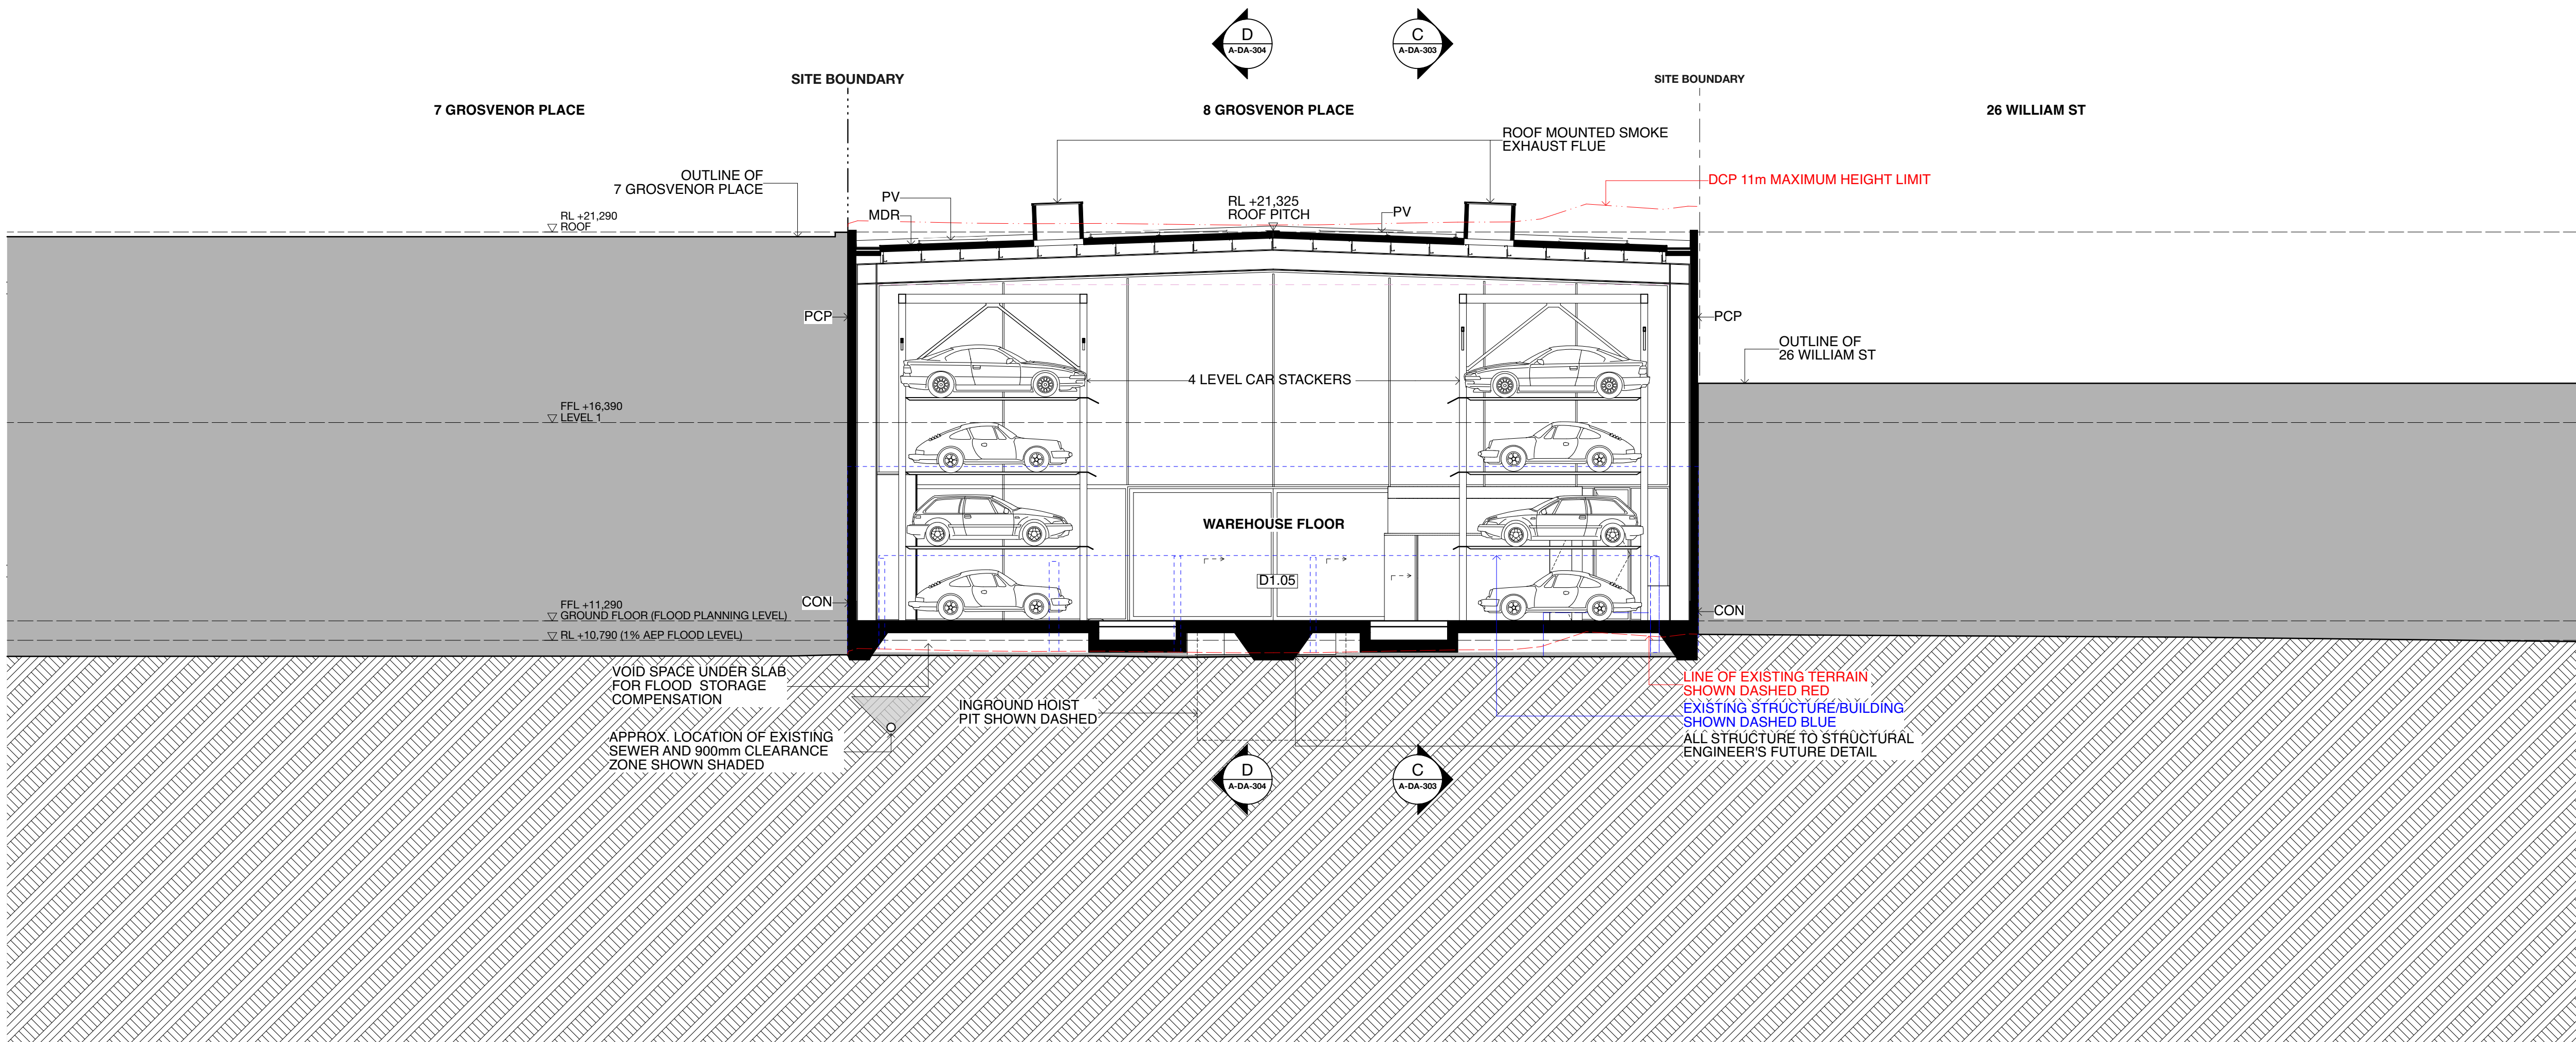 D
A-DA-304
C
A-DA-303
SITE BOUNDARY
SITE BOUNDARY
7 GROSVENOR PLACE
8 GROSVENOR PLACE
26 WILLIAM ST
ROOF MOUNTED SMOKE
EXHAUST FLUE
OUTLINE OF
7 GROSVENOR PLACE
DCP 11m MAXIMUM HEIGHT LIMIT
PV
MDR
RL +21,325
ROOF PITCH
PV
RL +21,290
ROOF
PCP
PCP
OUTLINE OF
26 WILLIAM ST
4 LEVEL CAR STACKERS
FFL +16,390
LEVEL 1
WAREHOUSE FLOOR
D1.05
CON
CON
FFL +11,290
GROUND FLOOR (FLOOD PLANNING LEVEL)
RL +10,790 (1% AEP FLOOD LEVEL)
VOID SPACE UNDER SLAB
FOR FLOOD STORAGE
COMPENSATION
LINE OF EXISTING TERRAIN
SHOWN DASHED RED
INGROUND HOIST
PIT SHOWN DASHED
EXISTING STRUCTURE/BUILDING
SHOWN DASHED BLUE
APPROX. LOCATION OF EXISTING
SEWER AND 900mm CLEARANCE
ZONE SHOWN SHADED
ALL STRUCTURE TO STRUCTURAL
ENGINEER'S FUTURE DETAIL
D
A-DA-304
C
A-DA-303